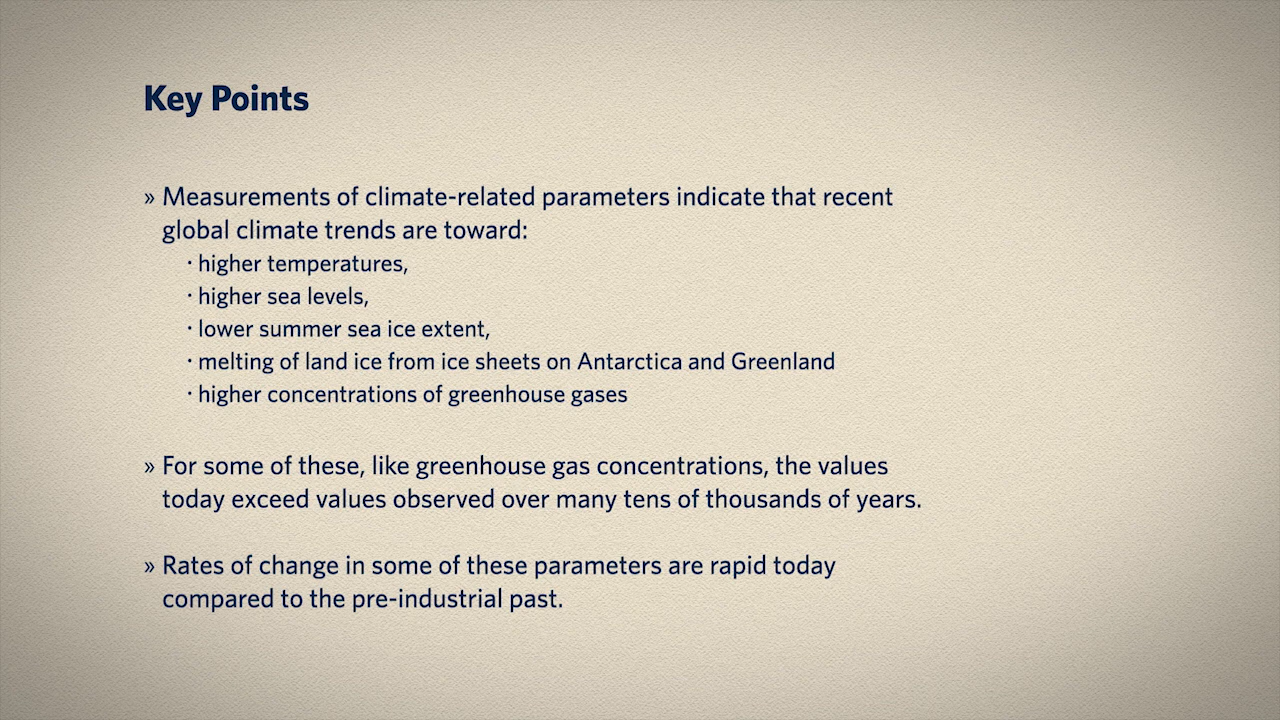 Key Points
» Measurements of climate-related parameters indicate that recent
global climate trends are toward:
· higher temperatures,
· higher sea levels,
· lower summer sea ice extent,
· melting of land ice from ice sheets on Antarctica and Greenland
· higher concentrations of greenhouse gases
» For some of these, like greenhouse gas concentrations, the values
today exceed values observed over many tens of thousands of years.
» Rates of change in some of these parameters are rapid today
compared to the pre-industrial past.